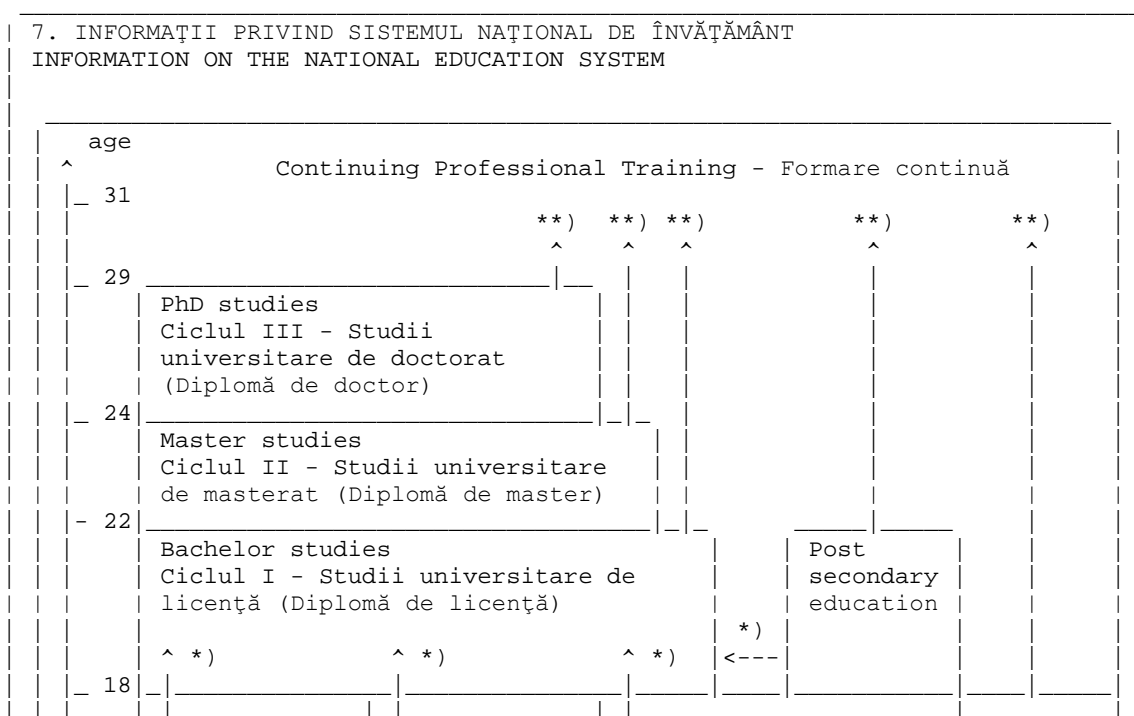 7. INFORMAŢII PRIVIND SISTEMUL NAŢIONAL DE ÎNVĂŢĂMÂNT
INFORMATION ON THE NATIONAL EDUCATION SYSTEM
age
^ Continuing Professional Training - Formare continuă
31
**) **) **) **) **)
^ ^ ^ ^ ^
29
PhD studies
Ciclul III - Studii
universitare de doctorat
(Diplomă de doctor)
24
Master studies
Ciclul II - Studii universitare
de masterat (Diplomă de master)
- 22
Bachelor studies Post
Ciclul I - Studii universitare de secondary
licenţă (Diplomă de licenţă) education
*)
^ *) ^ *) ^ *) <---
18